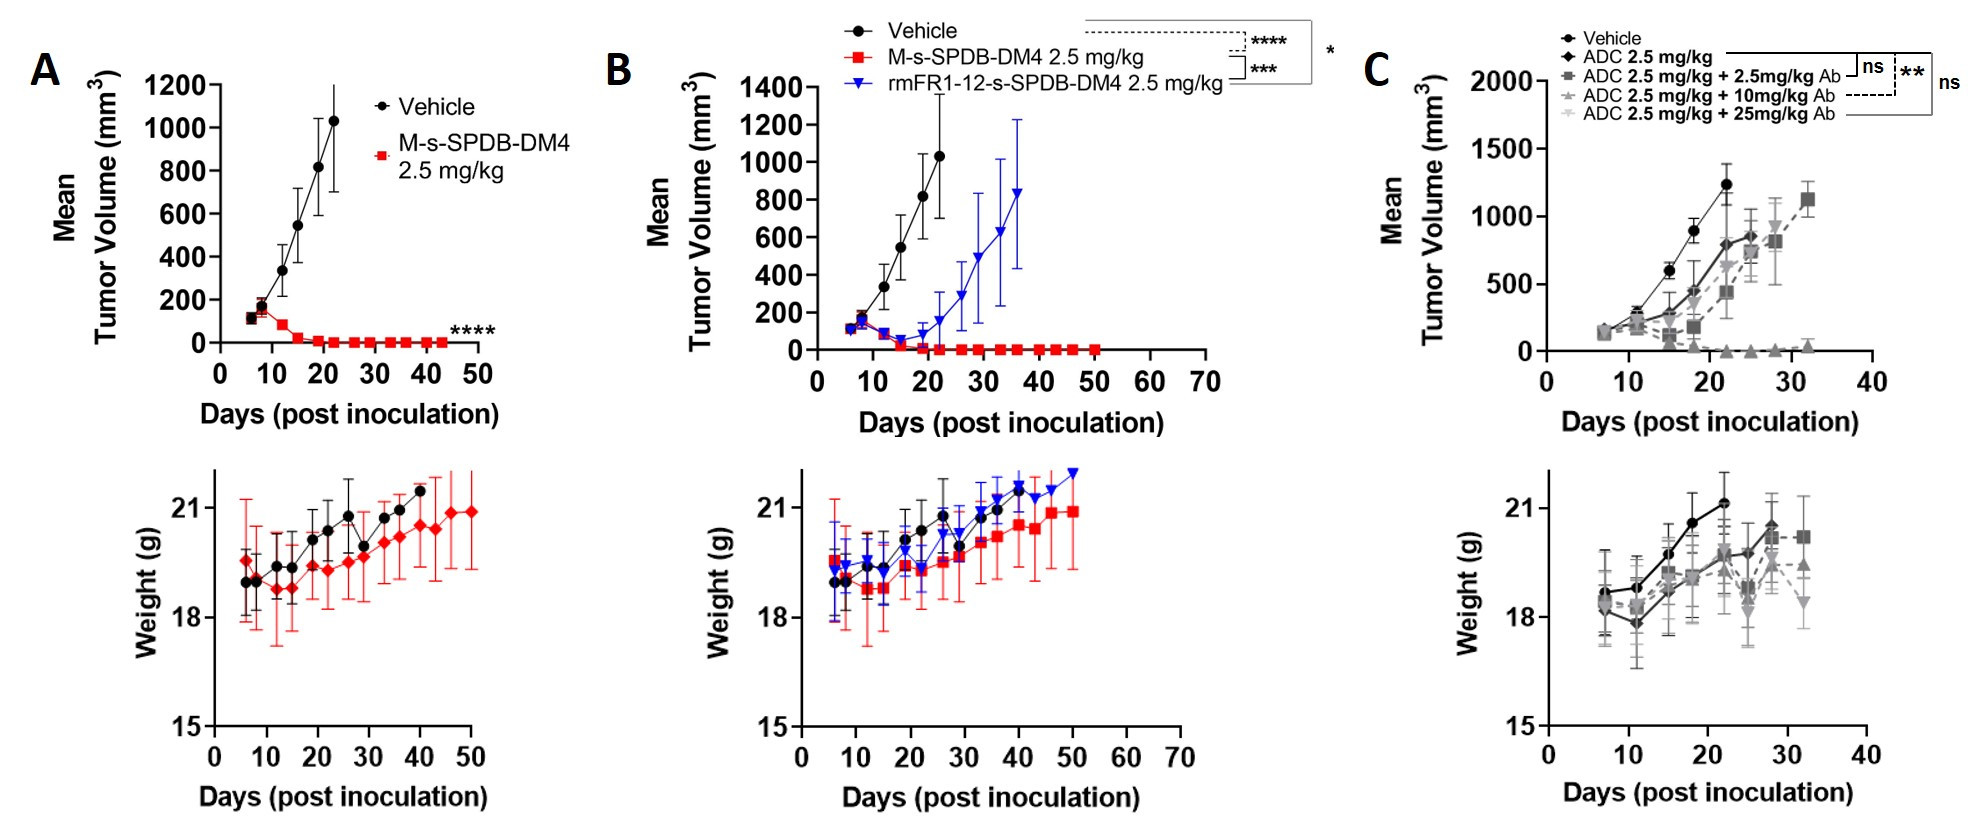 A
Mean
Tumor Volume (mm3)
1200
1000
800
600
400
200
0
0 10 20 30 40 50
Days (post inoculation)
Vehicle
M-s-SPDB-DM4
2.5 mg/kg
****
21
18
15
Weight (g)
0 10 20 30 40 50
Days (post inoculation)
B
Vehicle
M-s-SPDB-DM4 2.5 mg/kg
rmFR1-12-s-SPDB-DM4 2.5 mg/kg
****
***
*
Mean
Tumor Volume (mm3)
1400
1200
1000
800
600
400
200
0
0 10 20 30 40 50 60 70
Days (post inoculation)
21
18
15
Weight (g)
0 10 20 30 40 50 60 70
Days (post inoculation)
C
Vehicle
ADC 2.5 mg/kg
ADC 2.5 mg/kg + 2.5mg/kg Ab
ADC 2.5 mg/kg + 10mg/kg Ab
ADC 2.5 mg/kg + 25mg/kg Ab
ns
**
ns
Mean
Tumor Volume (mm3)
2000
1500
1000
500
0
0 10 20 30 40
Days (post inoculation)
21
18
15
Weight (g)
0 10 20 30 40
Days (post inoculation)